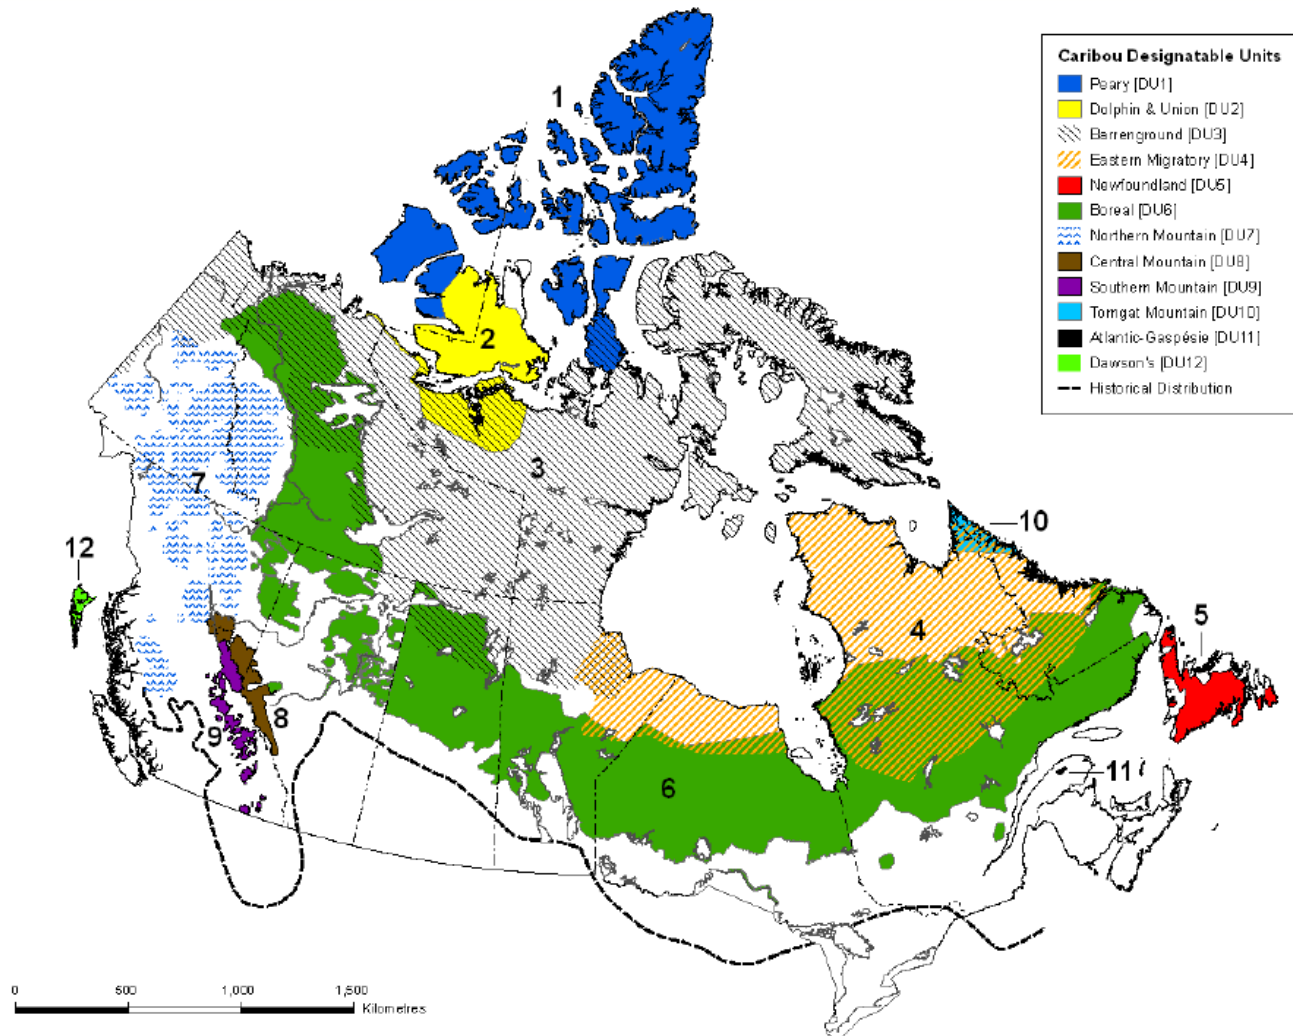 Caribou Designatable Units
Peary [DU1]
Dolphin & Union [DU2]
Barrenground [DU3]
Eastern Migratory [DU4]
Newfoundland [DU5]
Boreal [DU6]
Northern Mountain [DU7]
Central Mountain [DU8]
Southern Mountain [DU9]
Torngat Mountain [DU10]
Atlantic-Gaspésie [DU11]
Dawson's [DU12]
Historical Distribution
1
2
3
7
10
12
4
5
8
9
11
6
0 500 1,000 1,500
Kilometres